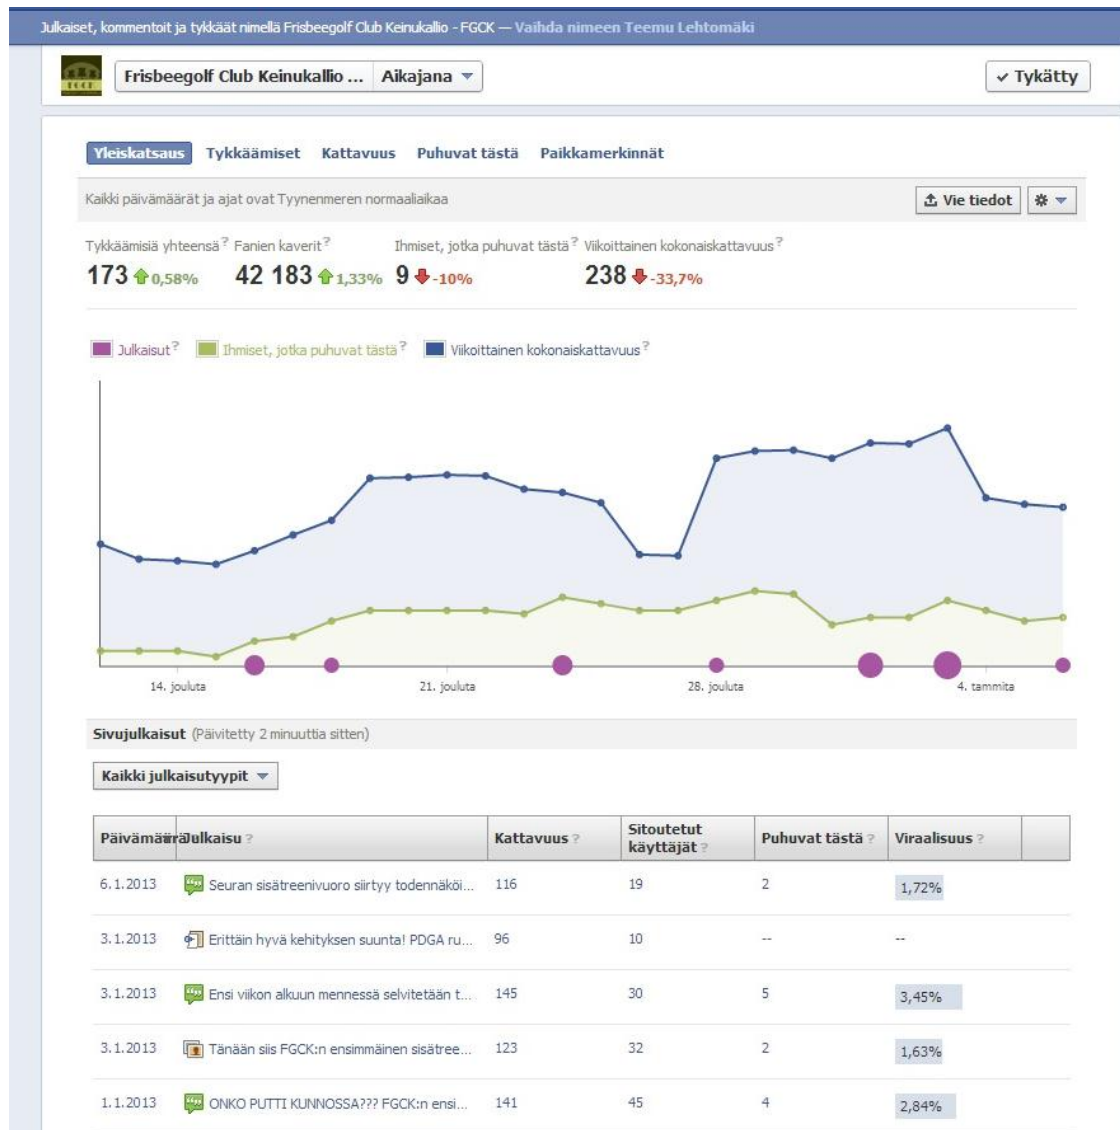 Julkaiset, kommentoit ja tykkäät nimellä Frisbeegolf Club Keinukallio - FGCK — Vaihda nimeen Teemu Lehtomäki
FGCK
Frisbeegolf Club Keinukallio ... Aikajana
Tykätty
Yleiskatsaus Tykkäämiset Kattavuus Puhuvat tästä Paikkamerkinnät
Kaikki päivämäärät ja ajat ovat Tyynenmeren normaaliaikaa Vie tiedot
Tykkäämisiä yhteensä? Fanien kaverit? Ihmiset, jotka puhuvat tästä? Viikoittainen kokonaiskattavuus?
173 0,58% 42 183 1,33% 9 -10% 238 -33,7%
Julkaisut? Ihmiset, jotka puhuvat tästä? Viikoittainen kokonaiskattavuus?
14. jouluta 21. jouluta 28. jouluta 4. tammita
Sivujulkaisut (Päivitetty 2 minuuttia sitten)
Kaikki julkaisutyypit
Päivämäärä Julkaisu ? Kattavuus ? Sitoutetut käyttäjät ? Puhuvat tästä ? Viraalisuus ?
6.1.2013 Seuran sisätreenivuoro siirtyy todennäköi... 116 19 2 1,72%
3.1.2013 Erittäin hyvä kehityksen suunta! PDGA ru... 96 10 -- --
3.1.2013 Ensi viikon alkuun mennessä selvitetään t... 145 30 5 3,45%
3.1.2013 Tänään siis FGCK:n ensimmäinen sisätree... 123 32 2 1,63%
1.1.2013 ONKO PUTTI KUNNOSSA??? FGCK:n ensi... 141 45 4 2,84%